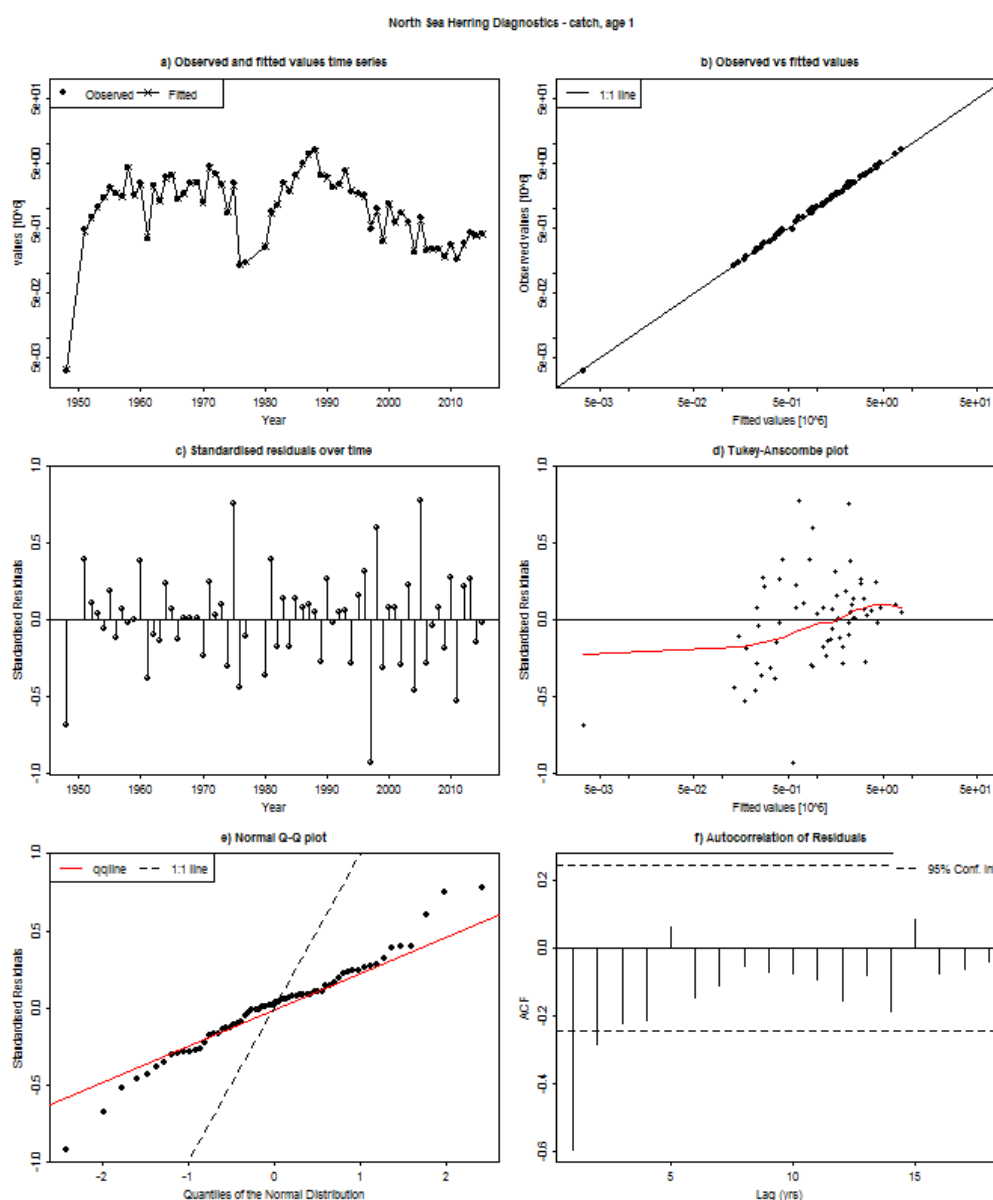 North Sea Herring Diagnostics - catch, age 1
a) Observed and fitted values time series
Observed Fitted
values [10^6]
5e+01
5e+00
5e-01
5e-02
5e-03
1950 1960 1970 1980 1990 2000 2010
Year
b) Observed vs fitted values
1:1 line
Observed values [10^6]
5e+01
5e+00
5e-01
5e-02
5e-03
5e-03 5e-02 5e-01 5e+00 5e+01
Fitted values [10^6]
c) Standardised residuals over time
Standardised Residuals
1.0
0.5
0.0
-0.5
-1.0
1950 1960 1970 1980 1990 2000 2010
Year
d) Tukey-Anscombe plot
Standardised Residuals
1.0
0.5
0.0
-0.5
-1.0
5e-03 5e-02 5e-01 5e+00 5e+01
Fitted values [10^6]
e) Normal Q-Q plot
qqline 1:1 line
Standardised Residuals
1.0
0.5
0.0
-0.5
-1.0
-2 -1 0 1 2
Quantiles of the Normal Distribution
f) Autocorrelation of Residuals
95% Conf. In
ACF
0.2
0.0
-0.2
-0.4
-0.6
5 10 15
Lag (yrs)